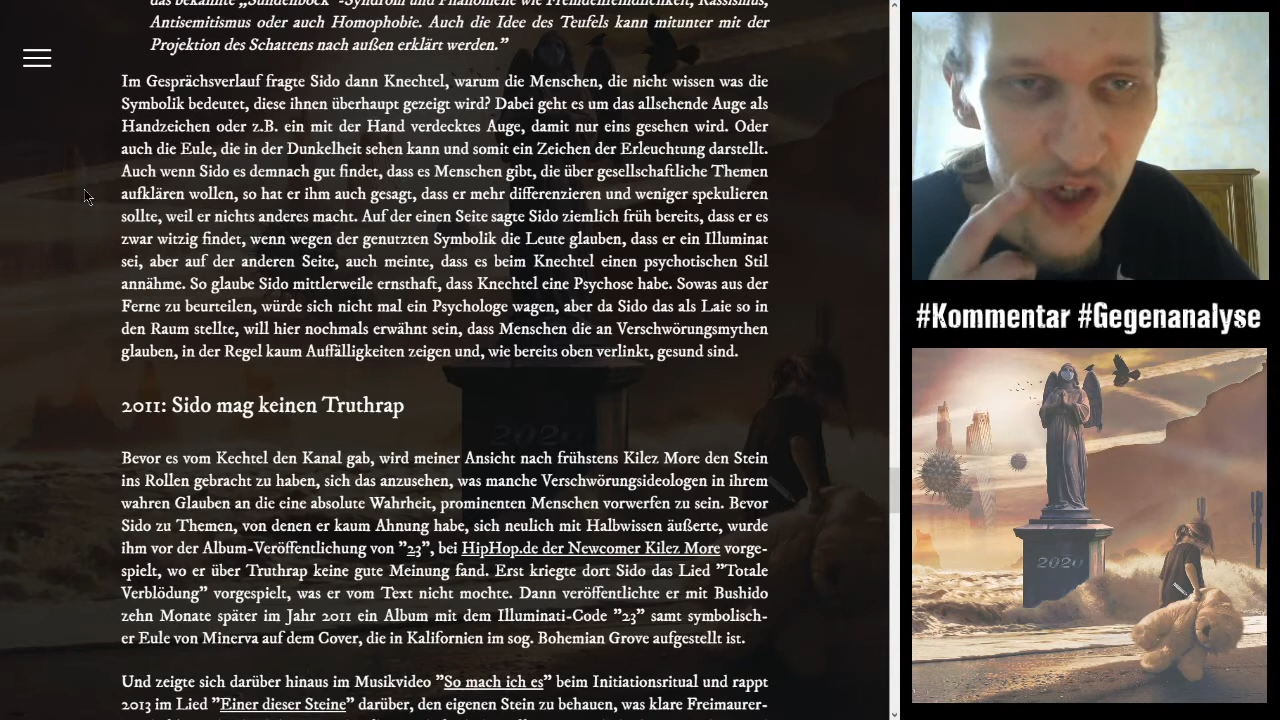 das bekannte „Sündenbock"-Syndrom und Phänomene wie Fremdenfeindlichkeit, Rassismus,
Antisemitismus oder auch Homophobie. Auch die Idee des Teufels kann mitunter mit der
Projektion des Schattens nach außen erklärt werden.”
Im Gesprächsverlauf fragte Sido dann Knechtel, warum die Menschen, die nicht wissen was die
Symbolik bedeutet, diese ihnen überhaupt gezeigt wird? Dabei geht es um das allsehende Auge als
Handzeichen oder z.B. ein mit der Hand verdecktes Auge, damit nur eins gesehen wird. Oder
auch die Eule, die in der Dunkelheit sehen kann und somit ein Zeichen der Erleuchtung darstellt.
Auch wenn Sido es demnach gut findet, dass es Menschen gibt, die über gesellschaftliche Themen
aufklären wollen, so hat er ihm auch gesagt, dass er mehr differenzieren und weniger spekulieren
sollte, weil er nichts anderes macht. Auf der einen Seite sagte Sido ziemlich früh bereits, dass er es
zwar witzig findet, wenn wegen der genutzten Symbolik die Leute glauben, dass er ein Illuminat
sei, aber auf der anderen Seite, auch meinte, dass es beim Knechtel einen psychotischen Stil
annähme. So glaube Sido mittlerweile ernsthaft, dass Knechtel eine Psychose habe. Sowas aus der
Ferne zu beurteilen, würde sich nicht mal ein Psychologe wagen, aber da Sido das als Laie so in
den Raum stellte, will hier nochmals erwähnt sein, dass Menschen die an Verschwörungsmythen
glauben, in der Regel kaum Auffälligkeiten zeigen und, wie bereits oben verlinkt, gesund sind.
2011: Sido mag keinen Truthrap
Bevor es vom Kechtel den Kanal gab, wird meiner Ansicht nach frühstens Kilez More den Stein
ins Rollen gebracht zu haben, sich das anzusehen, was manche Verschwörungsideologen in ihrem
wahren Glauben an die eine absolute Wahrheit, prominenten Menschen vorwerfen zu sein. Bevor
Sido zu Themen, von denen er kaum Ahnung habe, sich neulich mit Halbwissen äußerte, wurde
ihm vor der Album-Veröffentlichung von ”23”, bei HipHop.de der Newcomer Kilez More vorge-
spielt, wo er über Truthrap keine gute Meinung fand. Erst kriegte dort Sido das Lied ”Totale
Verblödung” vorgespielt, was er vom Text nicht mochte. Dann veröffentlichte er mit Bushido
zehn Monate später im Jahr 2011 ein Album mit dem Illuminati-Code ”23” samt symbolisch-
er Eule von Minerva auf dem Cover, die in Kalifornien im sog. Bohemian Grove aufgestellt ist.
Und zeigte sich darüber hinaus im Musikvideo ”So mach ich es” beim Initiationsritual und rappt
2013 im Lied ”Einer dieser Steine” darüber, den eigenen Stein zu behauen, was klare Freimaurer-
#Kommentar #Gegenanalyse
2020
2020